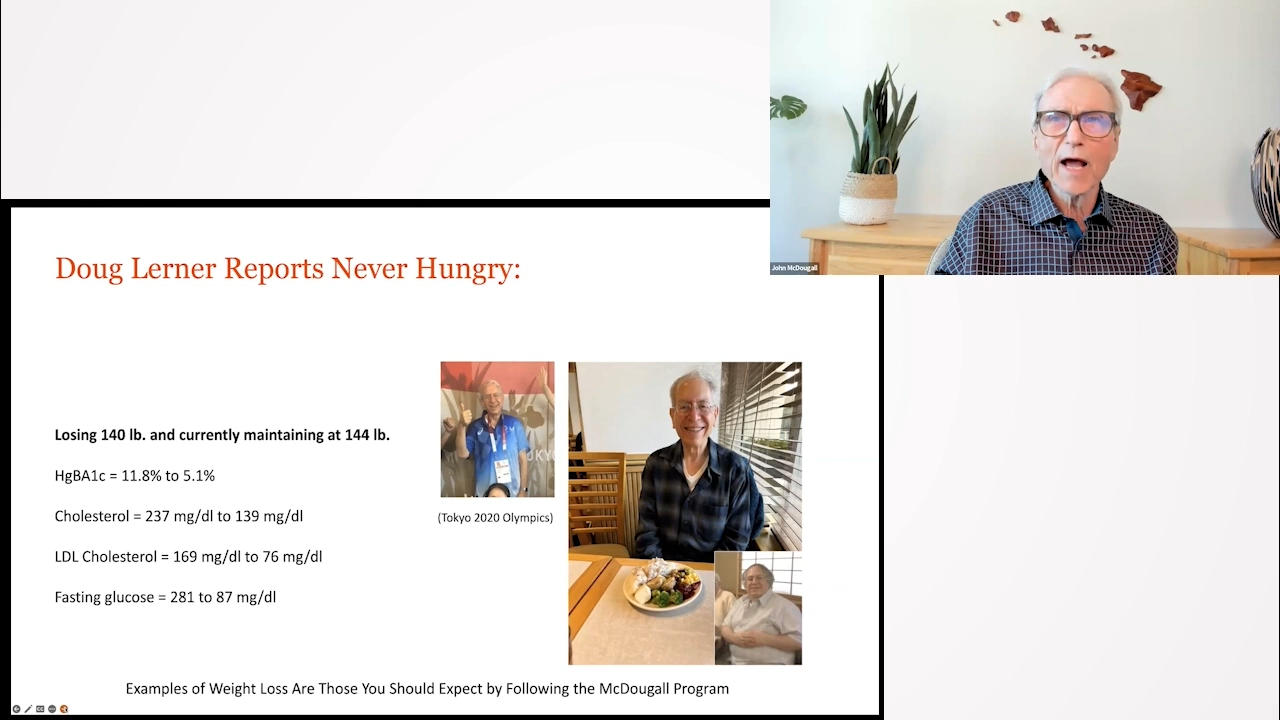 John McDougall
Doug Lerner Reports Never Hungry:
Losing 140 lb. and currently maintaining at 144 lb.
HgBA1c = 11.8% to 5.1%
Cholesterol = 237 mg/dl to 139 mg/dl
LDL Cholesterol = 169 mg/dl to 76 mg/dl
Fasting glucose = 281 to 87 mg/dl
(Tokyo 2020 Olympics)
Examples of Weight Loss Are Those You Should Expect by Following the McDougall Program